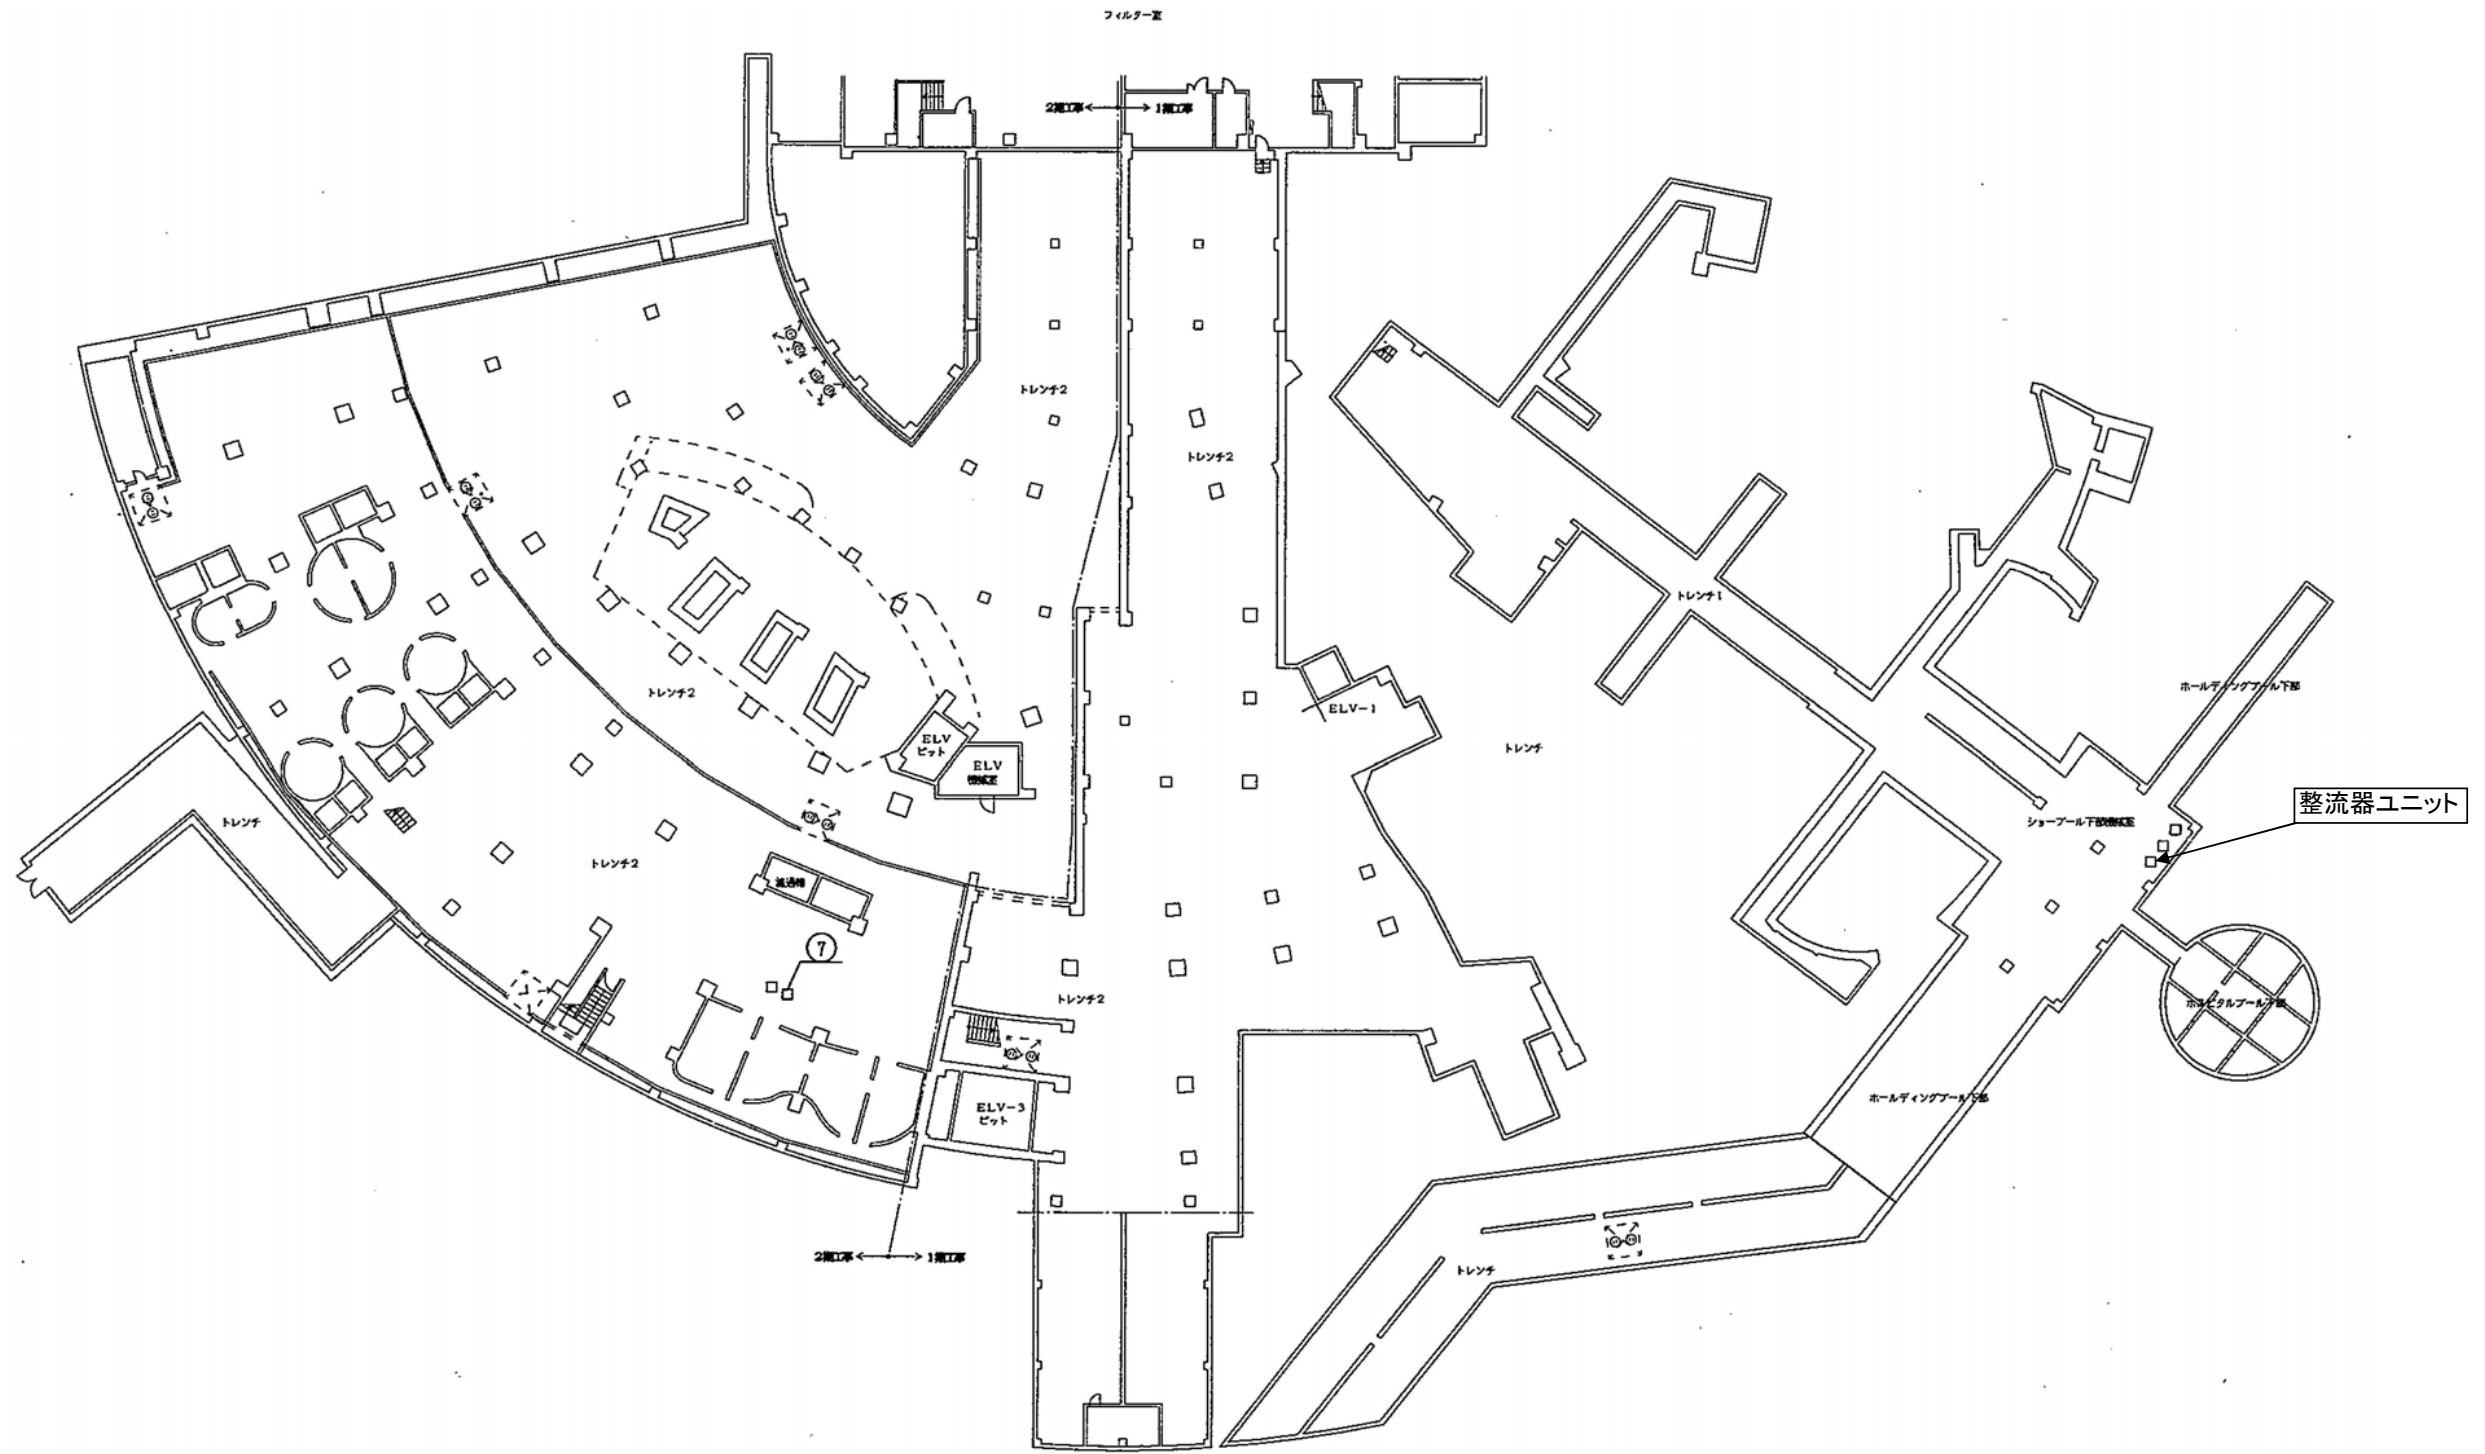 フィルター室
2期工事
1期工事
トレンチ2
トレンチ2
トレンチ1
ホールディングプール下部
トレンチ2
ELV-1
トレンチ
ELV
ピット
ELV
機械室
整流器ユニット
トレンチ
ショープール下部機械室
トレンチ2
濾過槽
7
トレンチ2
ホスピタルプール下部
ホールディングプール下部
ELV-3
ピット
2期工事
1期工事
トレンチ